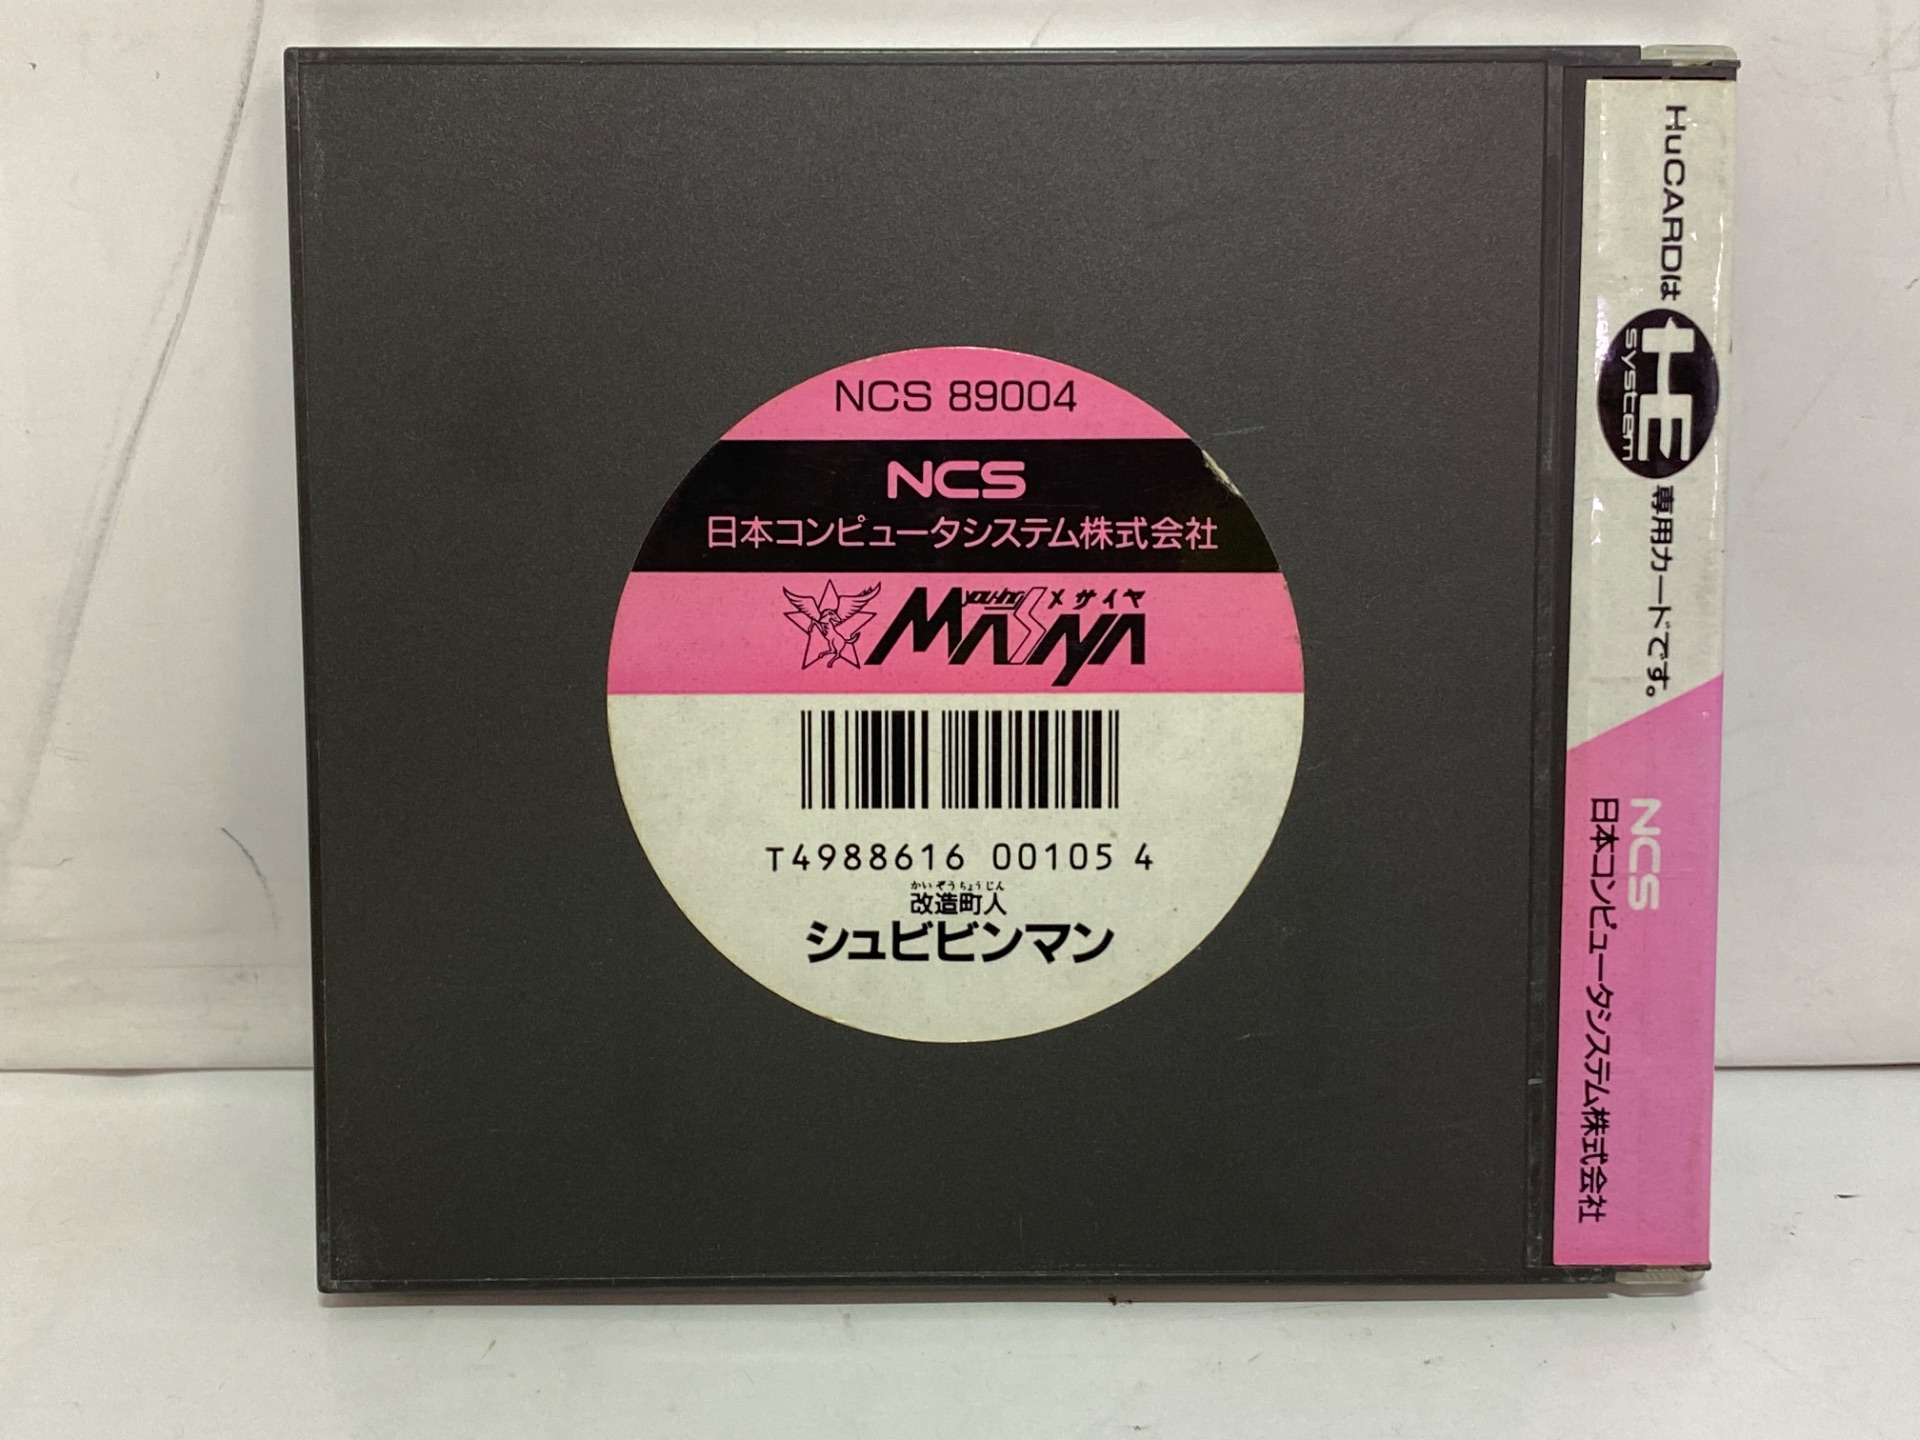 NCS 89004
NCS
日本コンピュータシステム株式会社
メサイヤ
MASAYA
T4988616 00105 4
かいぞうちょうじん
改造町人
シュビビンマン
HuCARDは HE system 専用カードです。
NCS
日本コンピュータシステム株式会社